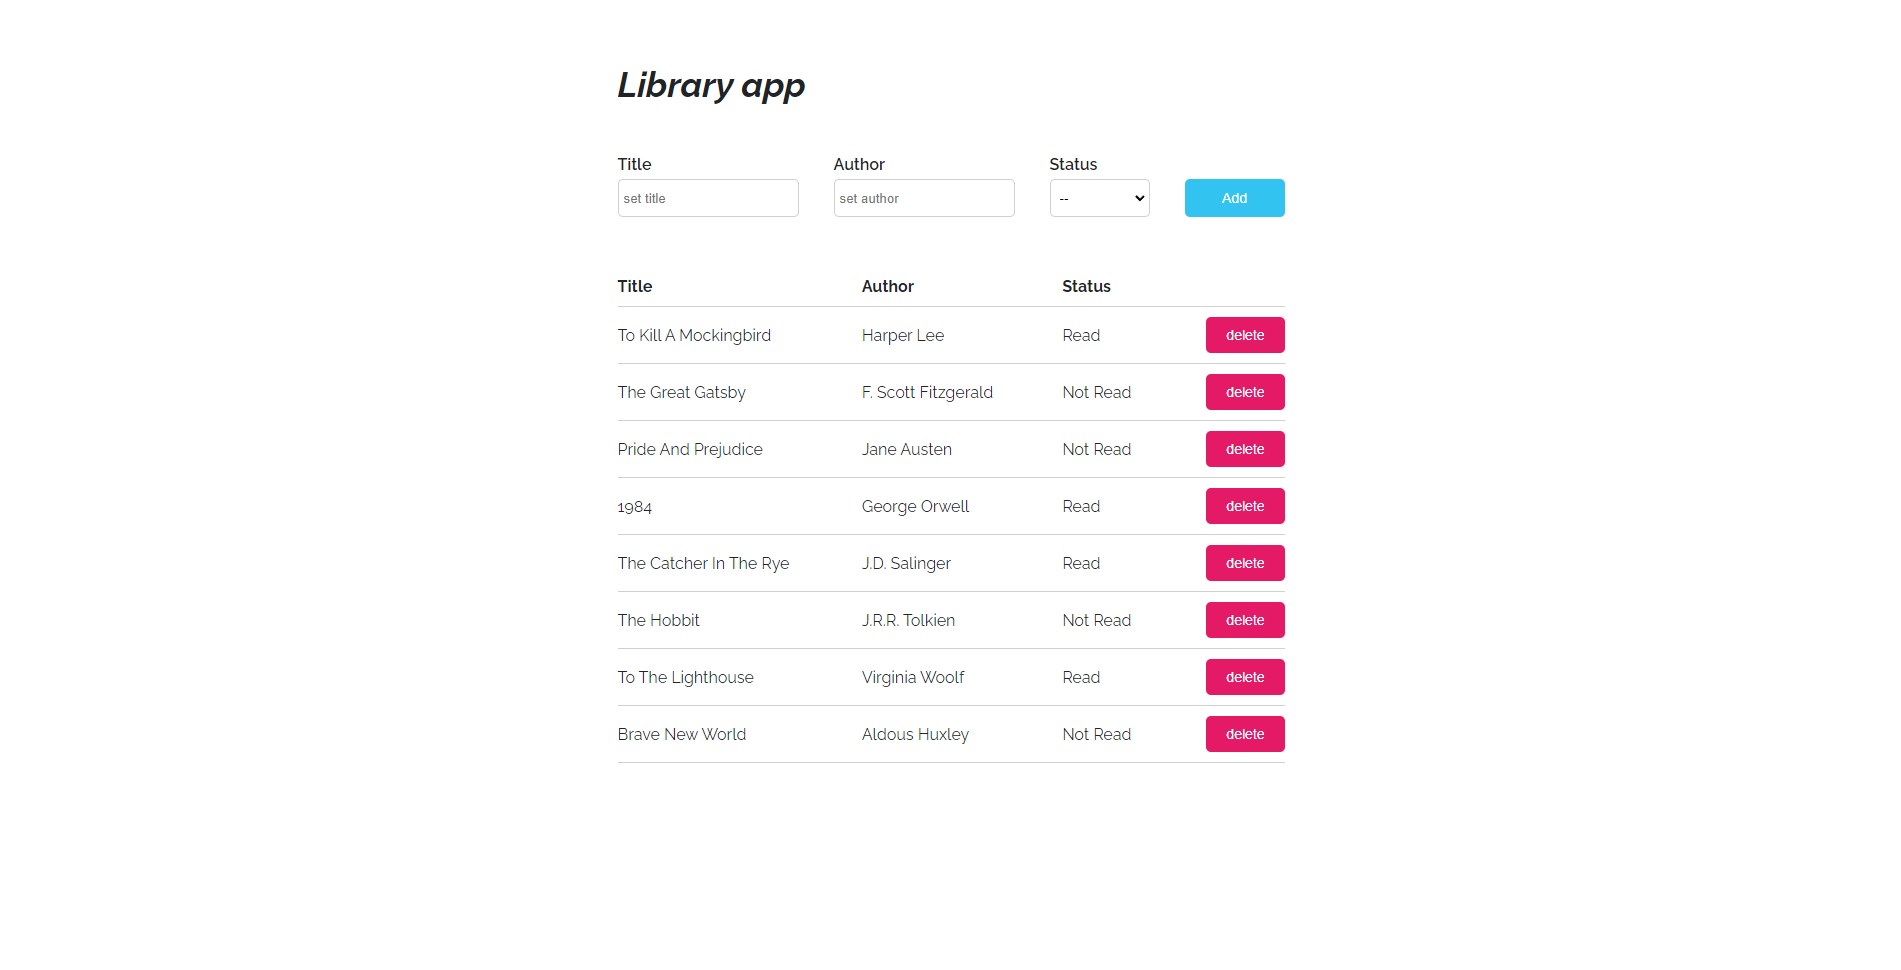 Library app
Title Author Status
set title set author -- Add
Title Author Status
To Kill A Mockingbird Harper Lee Read delete
The Great Gatsby F. Scott Fitzgerald Not Read delete
Pride And Prejudice Jane Austen Not Read delete
1984 George Orwell Read delete
The Catcher In The Rye J.D. Salinger Read delete
The Hobbit J.R.R. Tolkien Not Read delete
To The Lighthouse Virginia Woolf Read delete
Brave New World Aldous Huxley Not Read delete